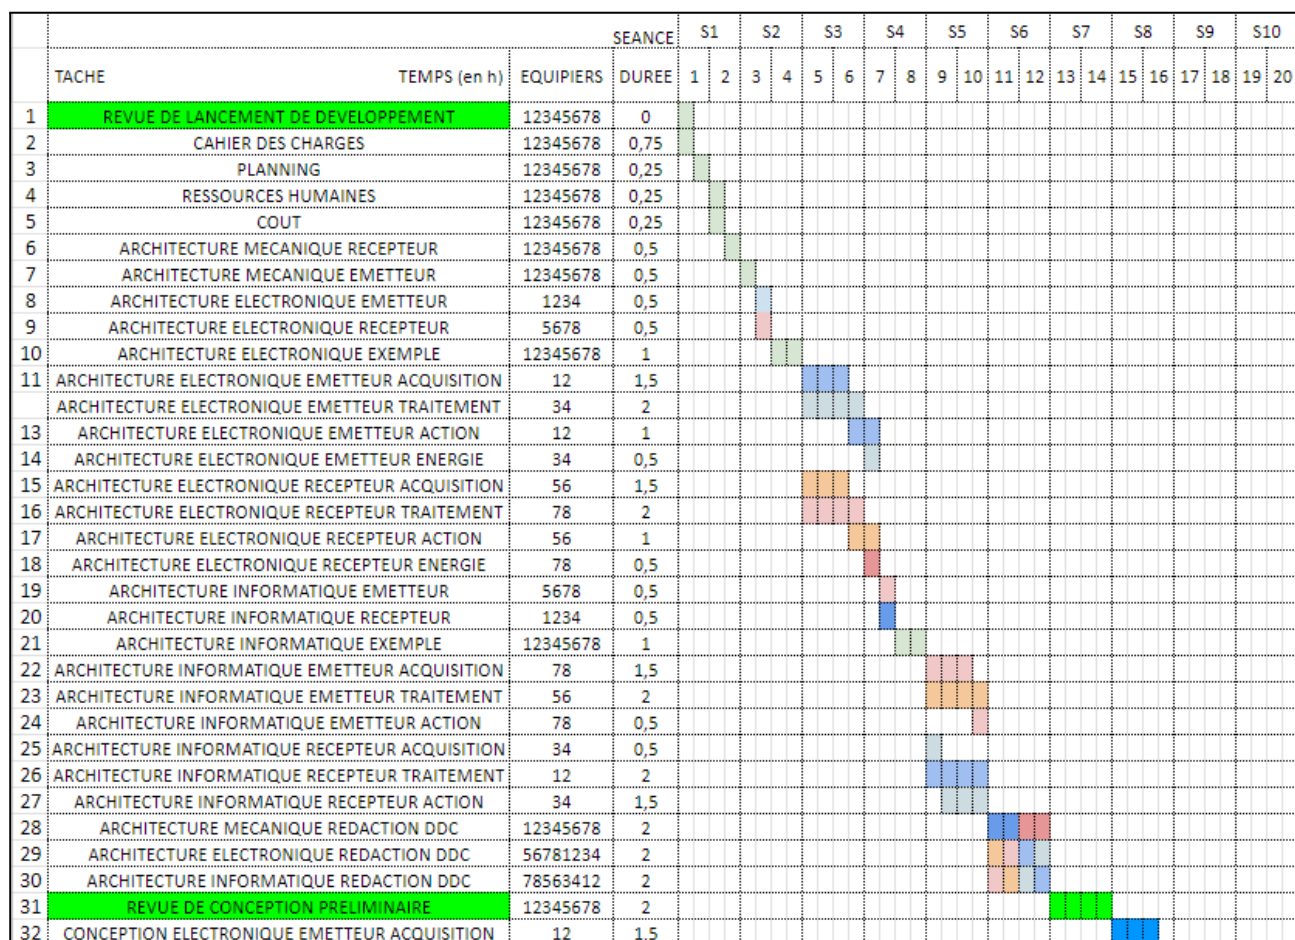 SEANCE S1 S2 S3 S4 S5 S6 S7 S8 S9 S10
TACHE TEMPS (en h) EQUIPIERS DUREE 1 2 3 4 5 6 7 8 9 10 11 12 13 14 15 16 17 18 19 20
1 REVUE DE LANCEMENT DE DEVELOPPEMENT 12345678 0
2 CAHIER DES CHARGES 12345678 0,75
3 PLANNING 12345678 0,25
4 RESSOURCES HUMAINES 12345678 0,25
5 COUT 12345678 0,25
6 ARCHITECTURE MECANIQUE RECEPTEUR 12345678 0,5
7 ARCHITECTURE MECANIQUE EMETTEUR 12345678 0,5
8 ARCHITECTURE ELECTRONIQUE EMETTEUR 1234 0,5
9 ARCHITECTURE ELECTRONIQUE RECEPTEUR 5678 0,5
10 ARCHITECTURE ELECTRONIQUE EXEMPLE 12345678 1
11 ARCHITECTURE ELECTRONIQUE EMETTEUR ACQUISITION 12 1,5
ARCHITECTURE ELECTRONIQUE EMETTEUR TRAITEMENT 34 2
13 ARCHITECTURE ELECTRONIQUE EMETTEUR ACTION 12 1
14 ARCHITECTURE ELECTRONIQUE EMETTEUR ENERGIE 34 0,5
15 ARCHITECTURE ELECTRONIQUE RECEPTEUR ACQUISITION 56 1,5
16 ARCHITECTURE ELECTRONIQUE RECEPTEUR TRAITEMENT 78 2
17 ARCHITECTURE ELECTRONIQUE RECEPTEUR ACTION 56 1
18 ARCHITECTURE ELECTRONIQUE RECEPTEUR ENERGIE 78 0,5
19 ARCHITECTURE INFORMATIQUE EMETTEUR 5678 0,5
20 ARCHITECTURE INFORMATIQUE RECEPTEUR 1234 0,5
21 ARCHITECTURE INFORMATIQUE EXEMPLE 12345678 1
22 ARCHITECTURE INFORMATIQUE EMETTEUR ACQUISITION 78 1,5
23 ARCHITECTURE INFORMATIQUE EMETTEUR TRAITEMENT 56 2
24 ARCHITECTURE INFORMATIQUE EMETTEUR ACTION 78 0,5
25 ARCHITECTURE INFORMATIQUE RECEPTEUR ACQUISITION 34 0,5
26 ARCHITECTURE INFORMATIQUE RECEPTEUR TRAITEMENT 12 2
27 ARCHITECTURE INFORMATIQUE RECEPTEUR ACTION 34 1,5
28 ARCHITECTURE MECANIQUE REDACTION DDC 12345678 2
29 ARCHITECTURE ELECTRONIQUE REDACTION DDC 56781234 2
30 ARCHITECTURE INFORMATIQUE REDACTION DDC 78563412 2
31 REVUE DE CONCEPTION PRELIMINAIRE 12345678 2
32 CONCEPTION ELECTRONIQUE EMETTEUR ACQUISITION 12 1,5